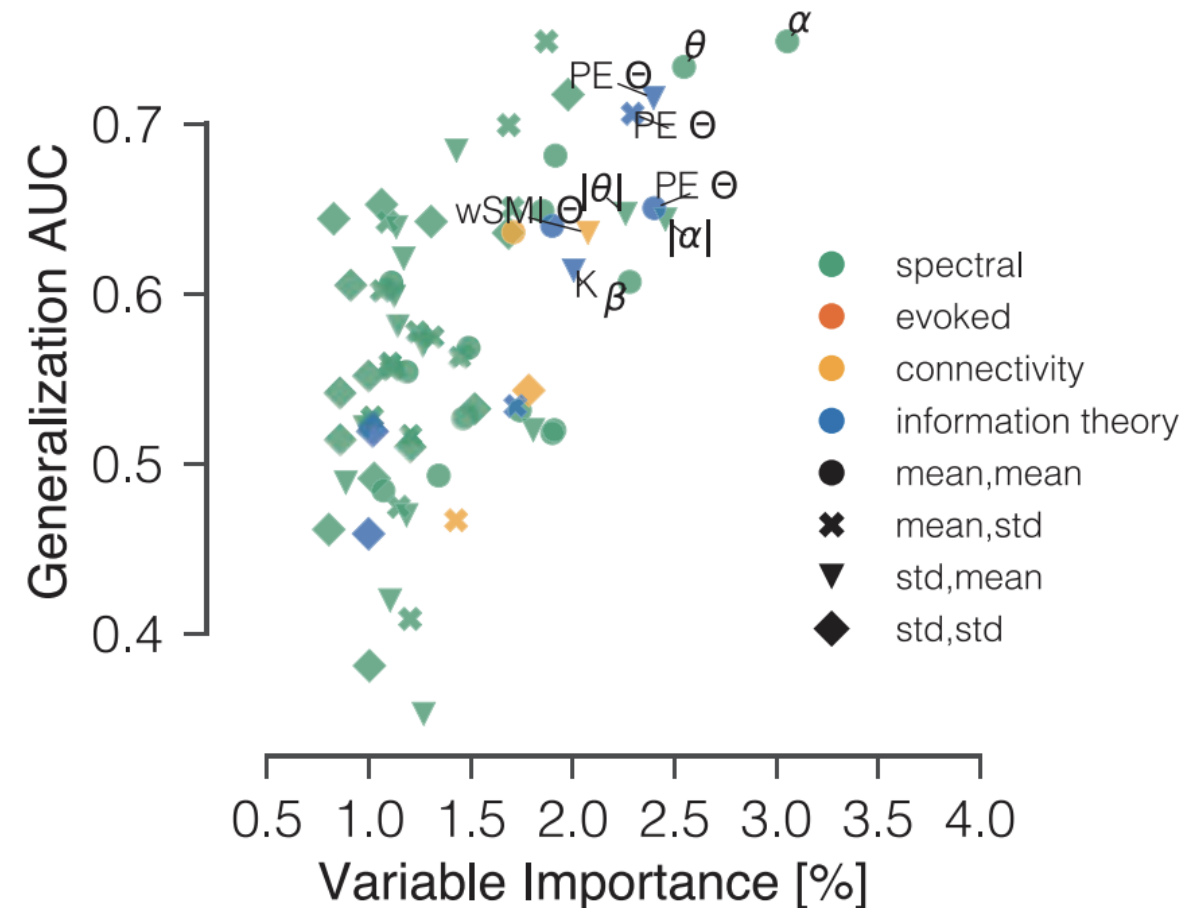 α
θ
PE Θ
PE Θ
0.7
|θ|
PE Θ
wSMI Θ
|α|
K
β
0.6
0.5
0.4
Generalization AUC
spectral
evoked
connectivity
information theory
mean,mean
mean,std
std,mean
std,std
0.5 1.0 1.5 2.0 2.5 3.0 3.5 4.0
Variable Importance [%]